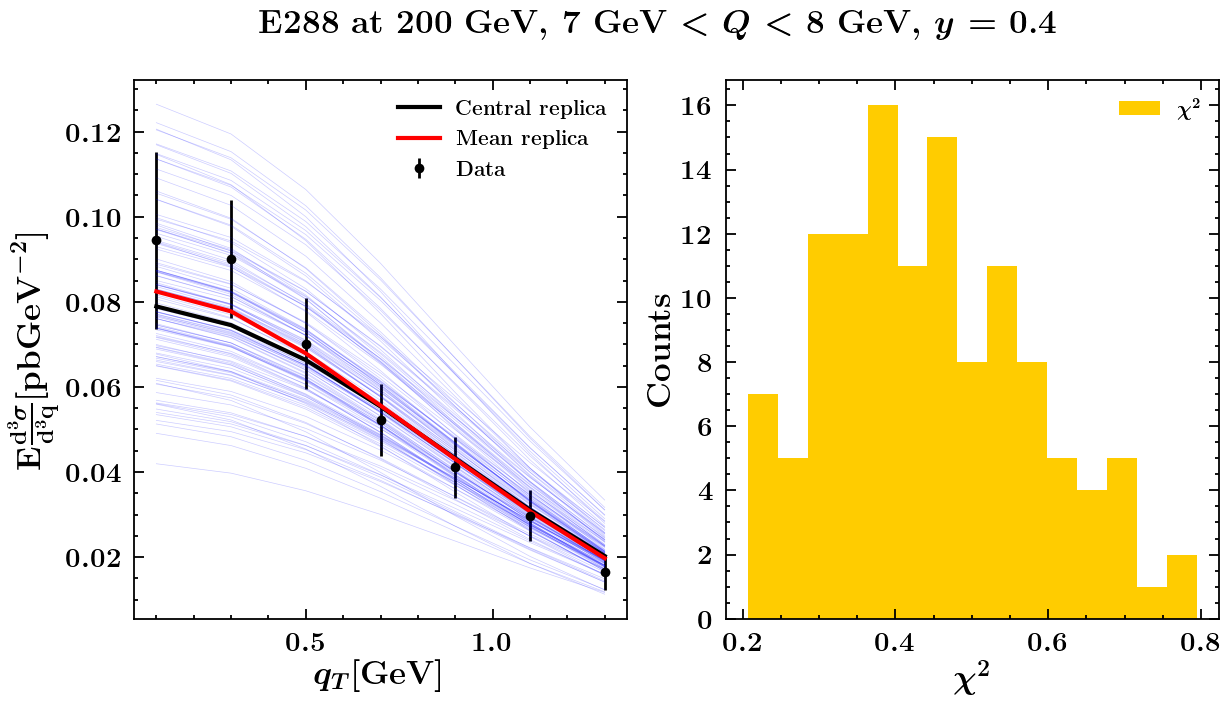 E288 at 200 GeV, 7 GeV < Q < 8 GeV, y = 0.4
Central replica
Mean replica
Data
0.12
0.10
0.08
0.06
0.04
0.02
E d³σ/d³q [pbGeV⁻²]
0.5 1.0
q_T[GeV]
χ²
16
14
12
10
8
6
4
2
0
Counts
0.2 0.4 0.6 0.8
χ²